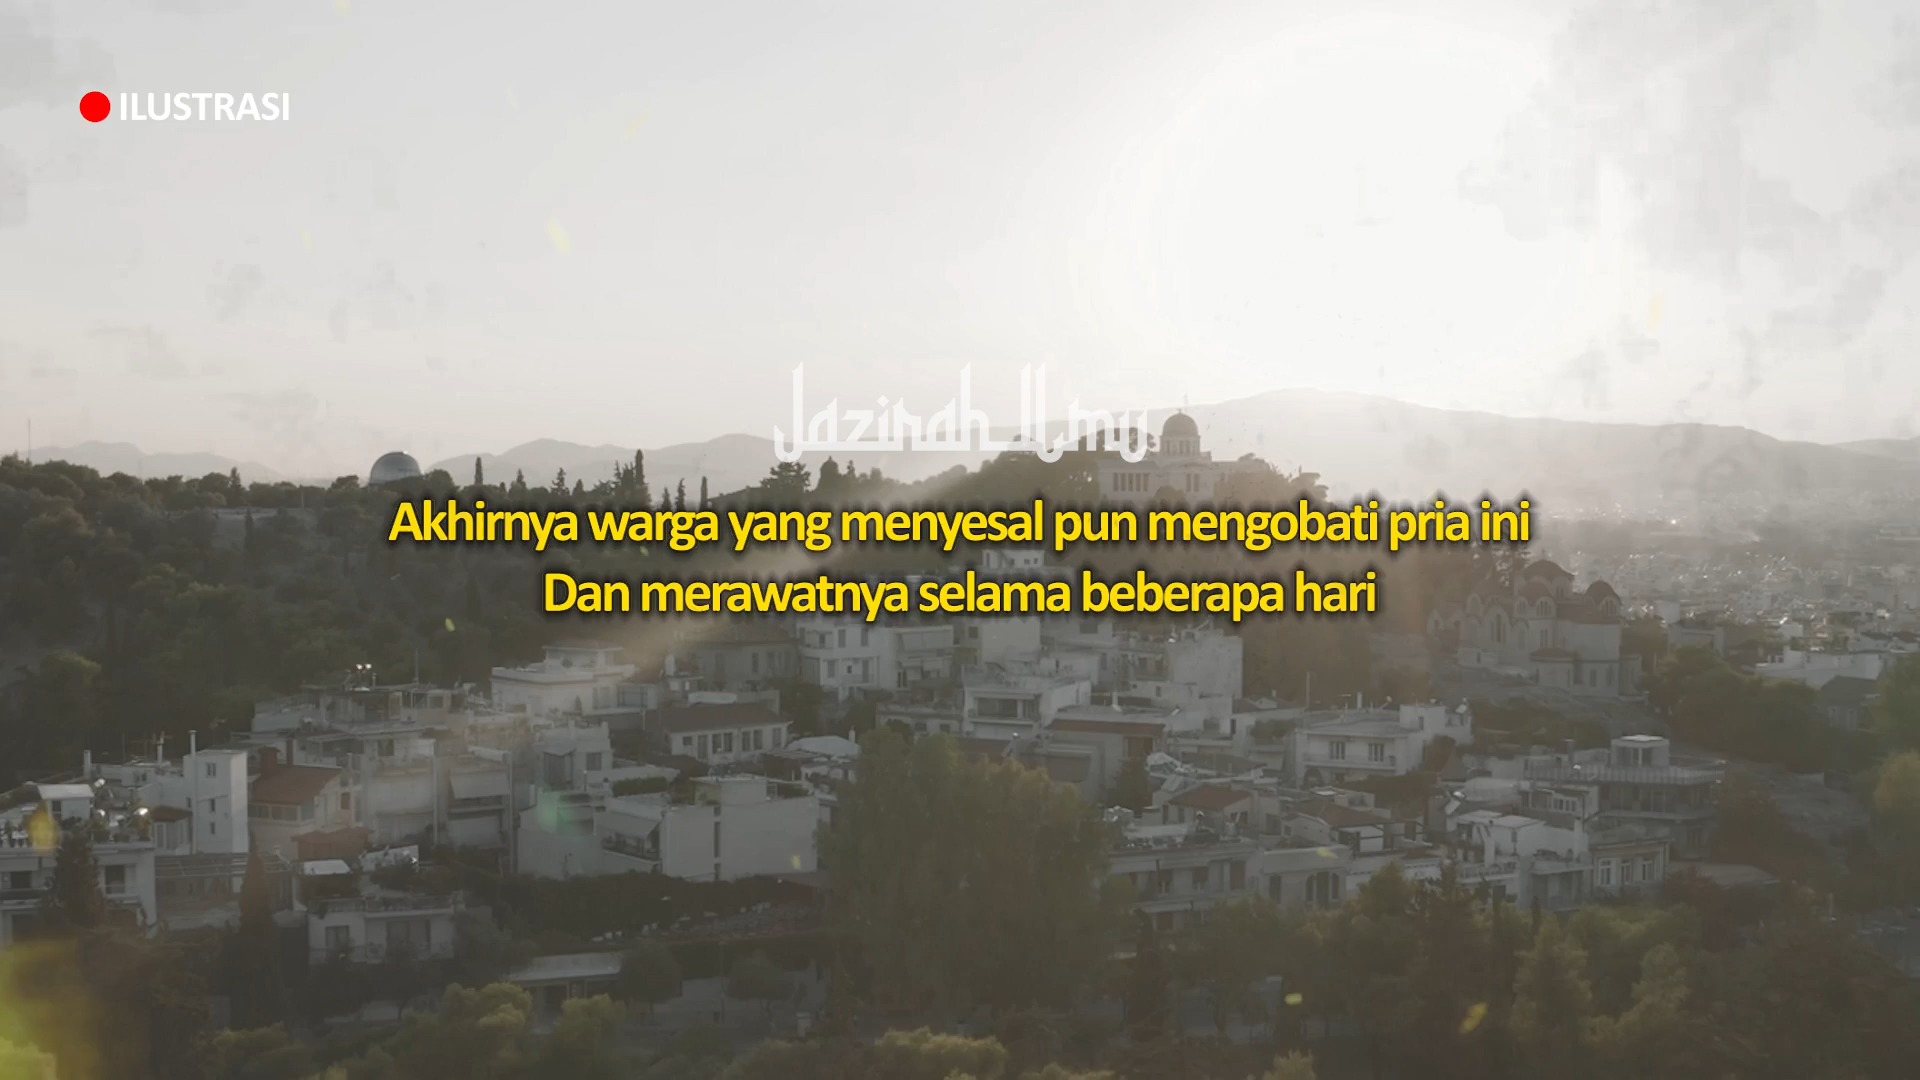 ILUSTRASI
Jazirah Ilmu
Akhirnya warga yang menyesal pun mengobati pria ini
Dan merawatnya selama beberapa hari